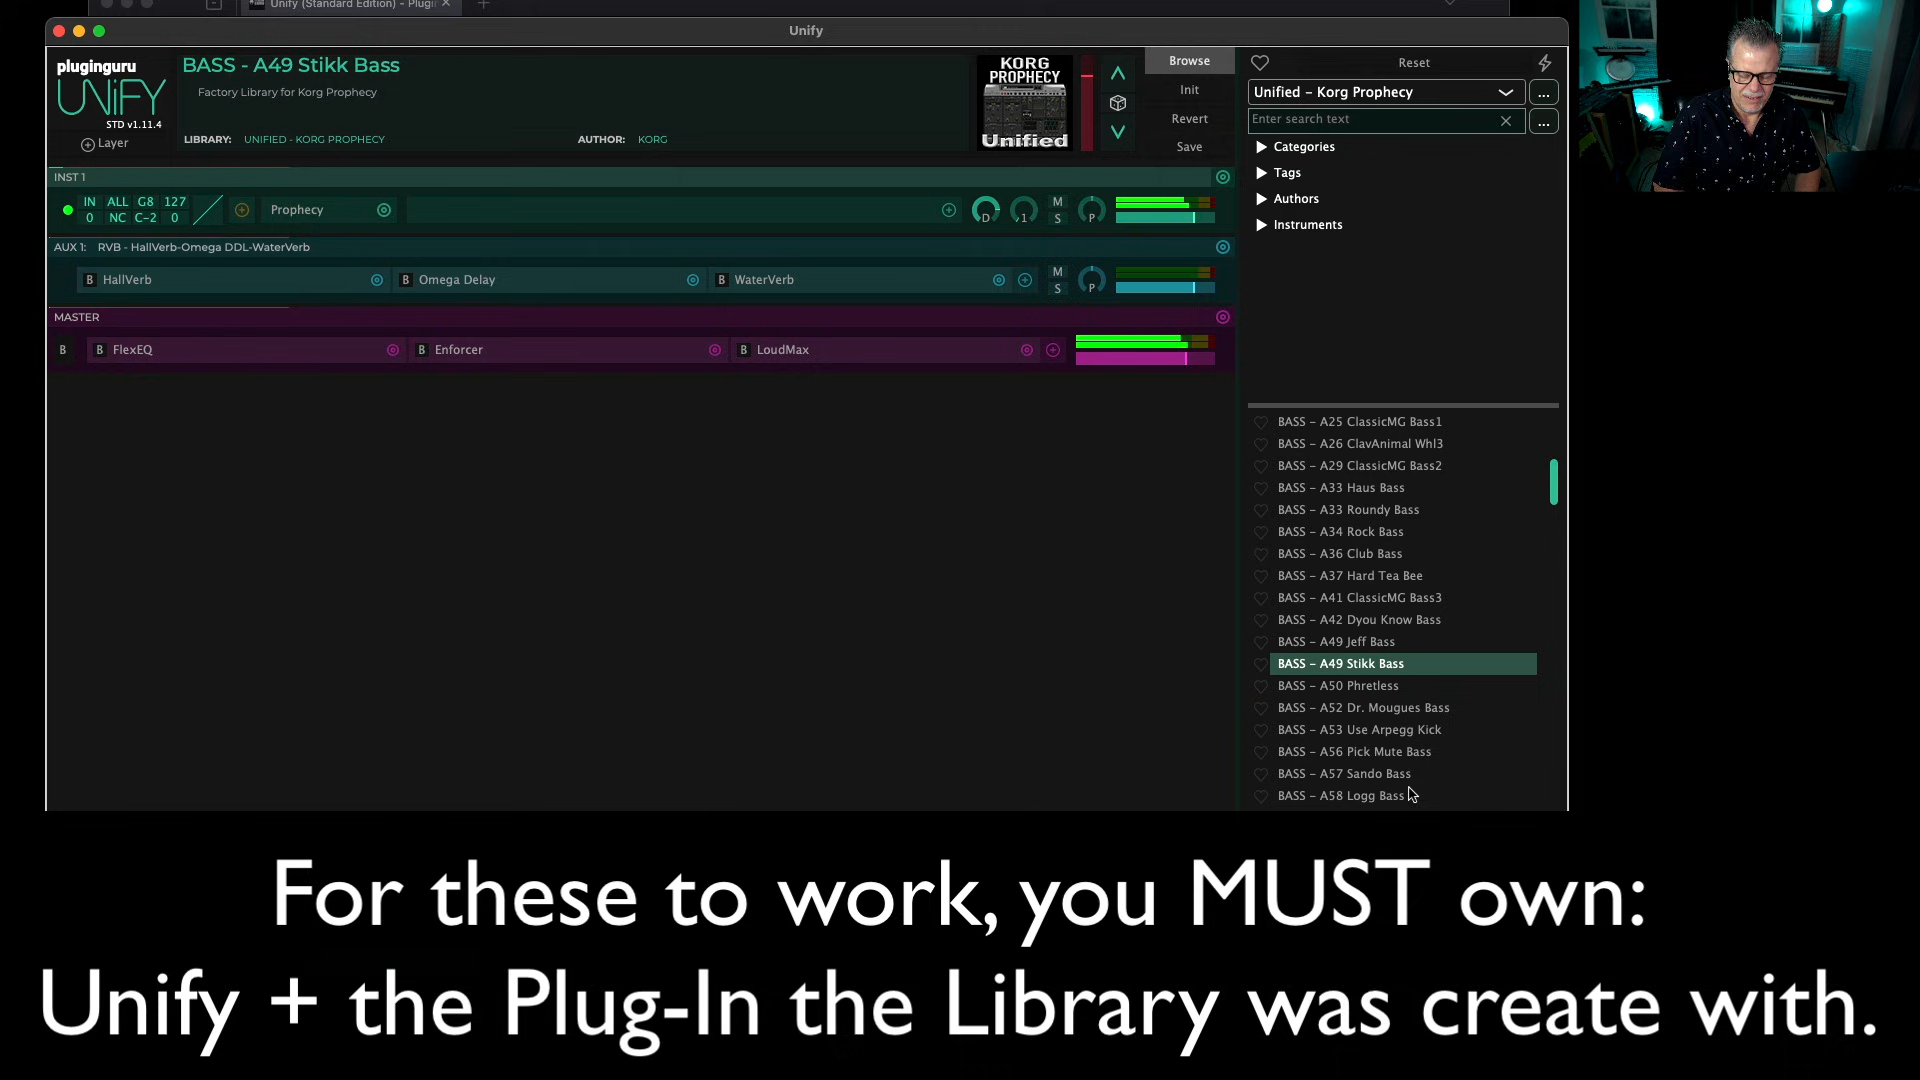 Unify (Standard Edition) - Plugi
Unify
pluginguru
UNiFY
STD v1.11.4
Layer
BASS - A49 Stikk Bass
Factory Library for Korg Prophecy
LIBRARY: UNIFIED - KORG PROPHECY AUTHOR: KORG
KORG
PROPHECY
Unified
Browse
Init
Revert
Save
INST 1
IN ALL G8 127
0 NC C-2 0
Prophecy
D 1 M S P
AUX 1: RVB - HallVerb-Omega DDL-WaterVerb
B HallVerb B Omega Delay B WaterVerb M S P
MASTER
B B FlexEQ B Enforcer B LoudMax
Reset
Unified - Korg Prophecy ...
Enter search text ...
Categories
Tags
Authors
Instruments
BASS - A25 ClassicMG Bass1
BASS - A26 ClavAnimal Whl3
BASS - A29 ClassicMG Bass2
BASS - A33 Haus Bass
BASS - A33 Roundy Bass
BASS - A34 Rock Bass
BASS - A36 Club Bass
BASS - A37 Hard Tea Bee
BASS - A41 ClassicMG Bass3
BASS - A42 Dyou Know Bass
BASS - A49 Jeff Bass
BASS - A49 Stikk Bass
BASS - A50 Phretless
BASS - A52 Dr. Mougues Bass
BASS - A53 Use Arpegg Kick
BASS - A56 Pick Mute Bass
BASS - A57 Sando Bass
BASS - A58 Logg Bass
For these to work, you MUST own:
Unify + the Plug-In the Library was create with.